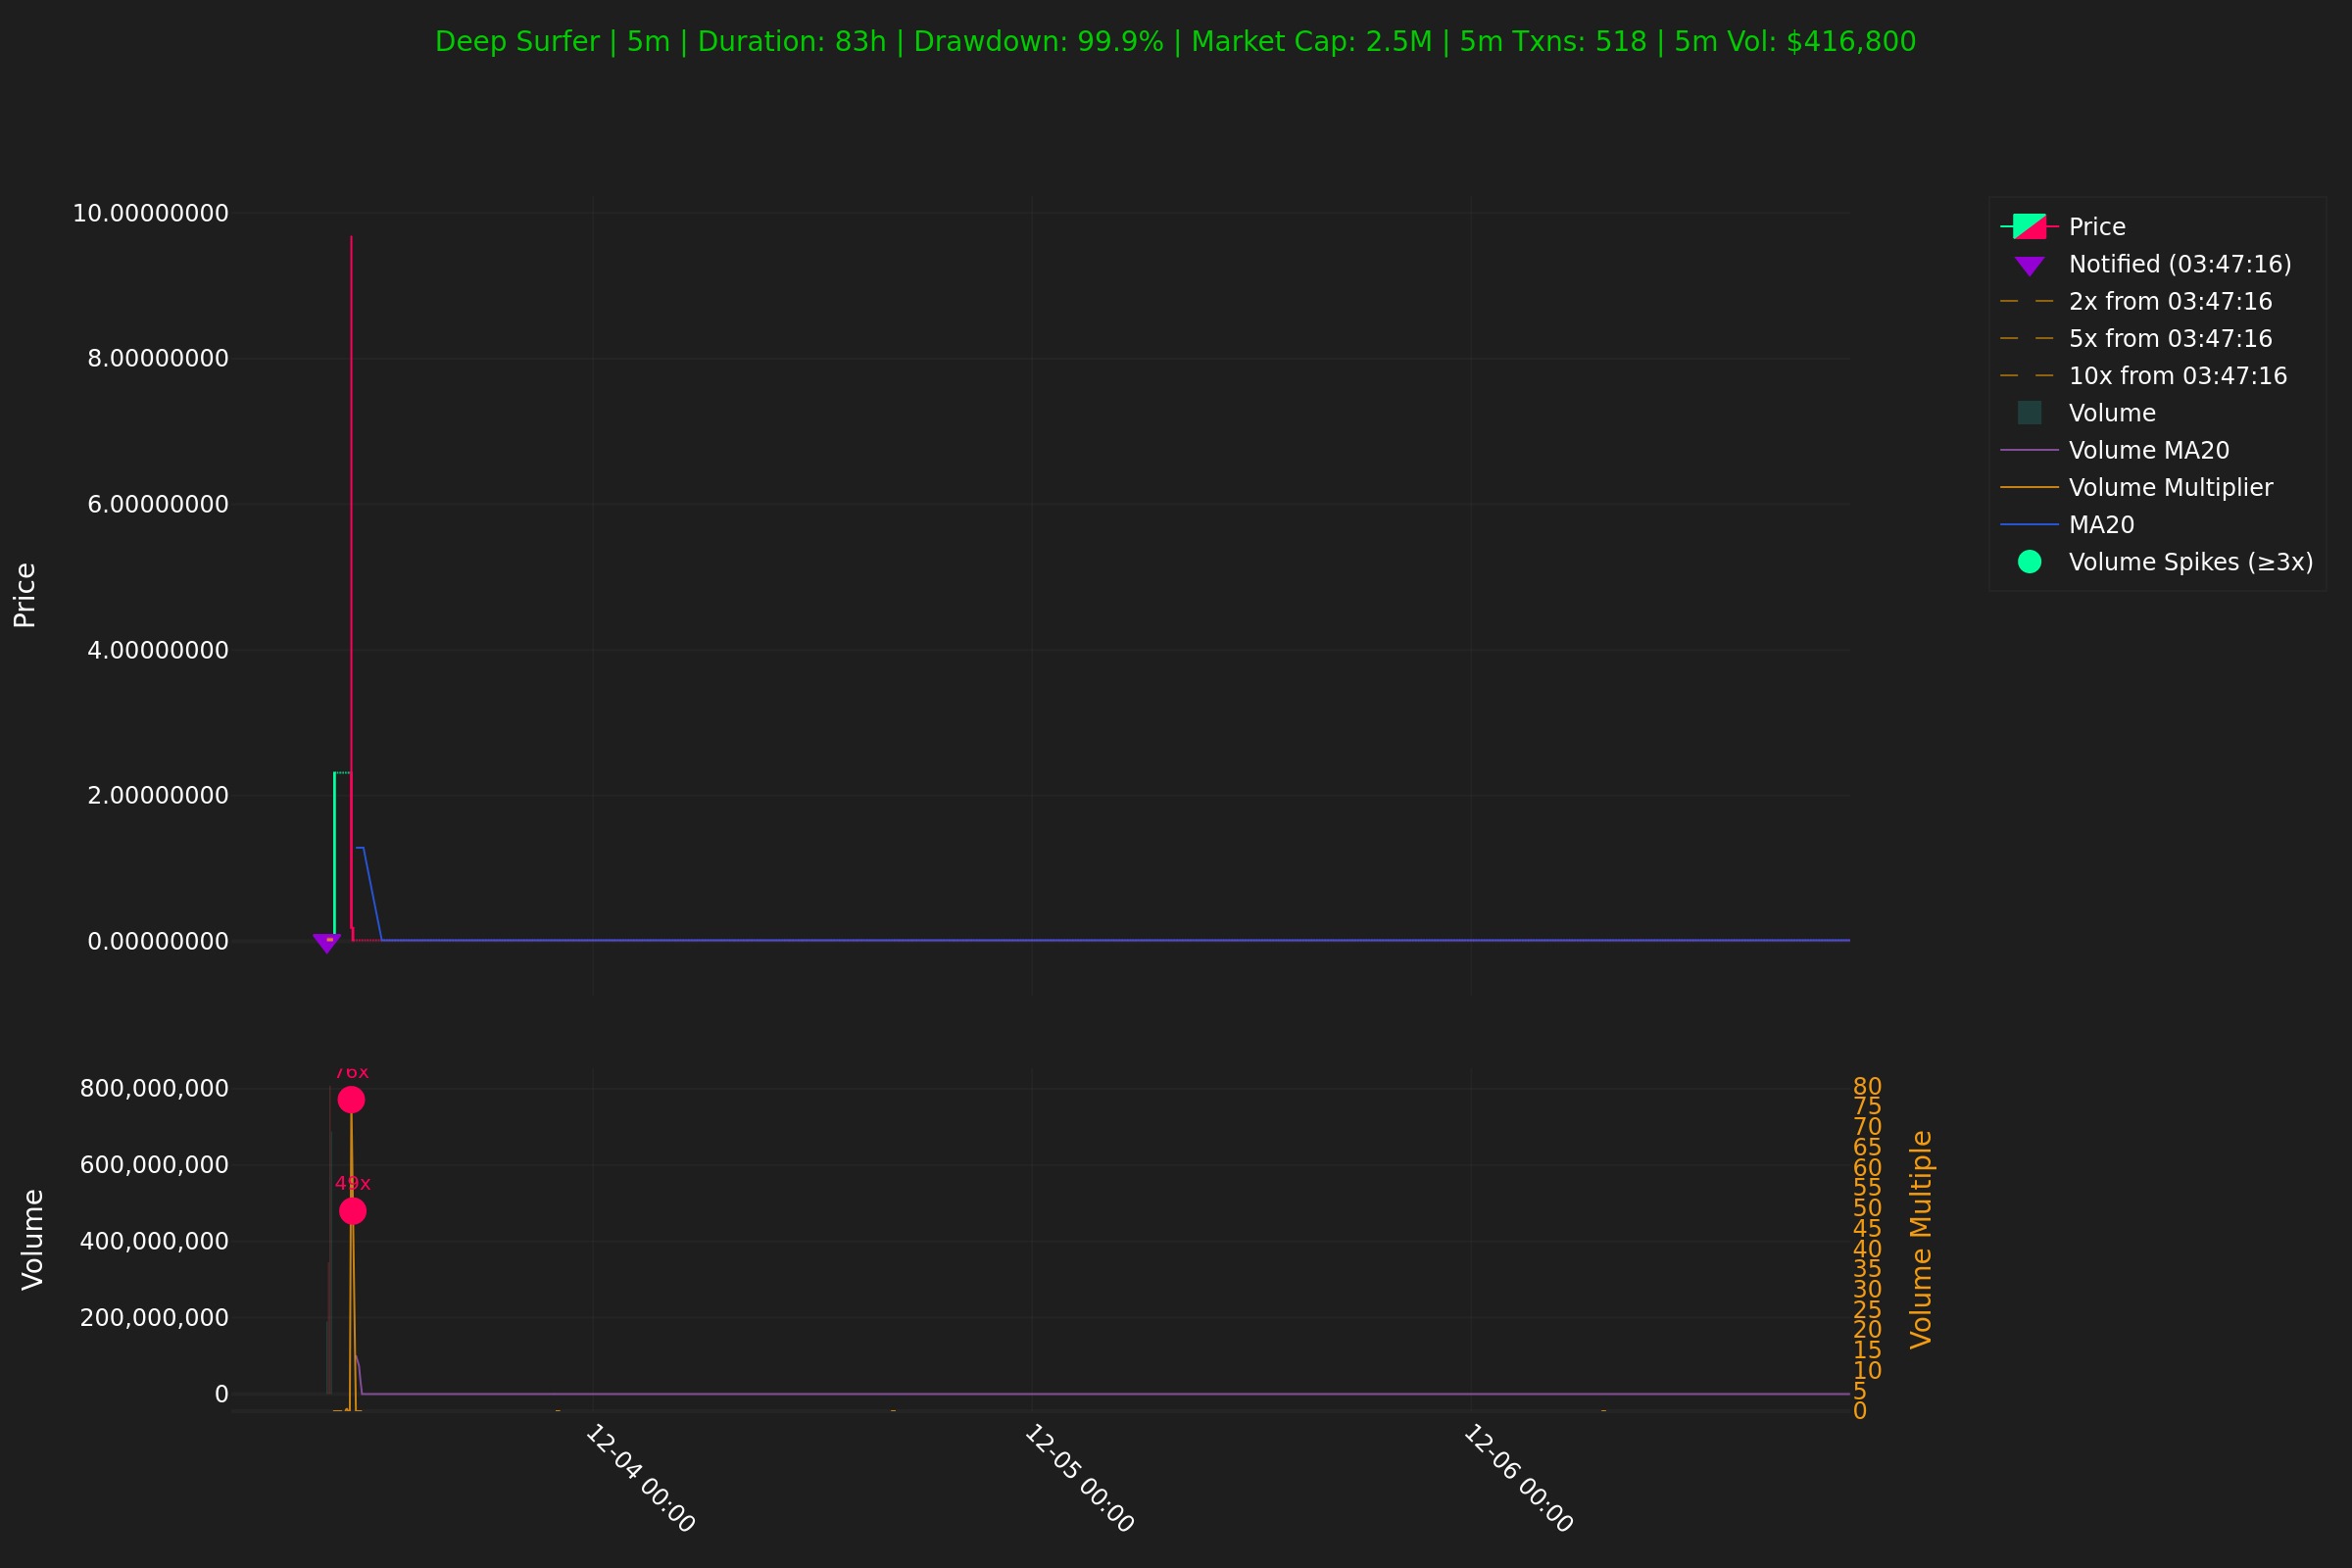 Deep Surfer | 5m | Duration: 83h | Drawdown: 99.9% | Market Cap: 2.5M | 5m Txns: 518 | 5m Vol: $416,800
10.00000000
8.00000000
6.00000000
4.00000000
2.00000000
0.00000000
Price
Price
Notified (03:47:16)
2x from 03:47:16
5x from 03:47:16
10x from 03:47:16
Volume
Volume MA20
Volume Multiplier
MA20
Volume Spikes (≥3x)
800,000,000
600,000,000
400,000,000
200,000,000
0
Volume
76x
49x
80
75
70
65
60
55
50
45
40
35
30
25
20
15
10
5
0
Volume Multiple
12-04 00:00
12-05 00:00
12-06 00:00